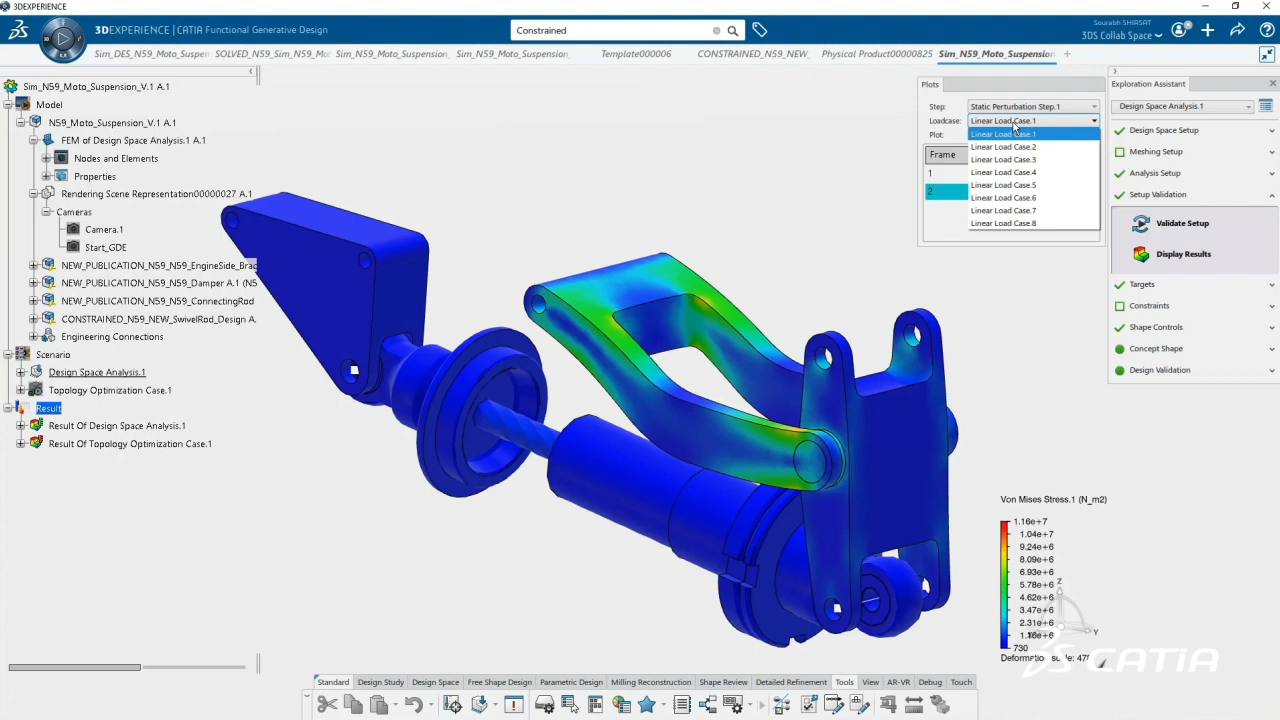 3DEXPERIENCE
3DEXPERIENCE | CATIA Functional Generative Design
Constrained
Sourabh SHIRSAT
3DS Collab Space
Sim_DES_N59_Moto_Suspen
SOLVED_N59_Sim_N59_Moti
Sim_N59_Moto_Suspension_
Sim_N59_Moto_Suspension_
Template000006
CONSTRAINED_N59_NEW_
Physical Product00000825
Sim_N59_Moto_Suspension
Sim_N59_Moto_Suspension_V.1 A.1
Model
N59_Moto_Suspension_V.1 A.1
FEM of Design Space Analysis.1 A.1
Nodes and Elements
Properties
Rendering Scene Representation00000027 A.1
Cameras
Camera.1
Start_GDE
NEW_PUBLICATION_N59_N59_EngineSide_Brac
NEW_PUBLICATION_N59_N59_Damper A.1 (N5
NEW_PUBLICATION_N59_N59_ConnectingRod
CONSTRAINED_N59_NEW_SwivelRod_Design A.
Engineering Connections
Scenario
Design Space Analysis.1
Topology Optimization Case.1
Result
Result Of Design Space Analysis.1
Result Of Topology Optimization Case.1
Plots
Step: Static Perturbation Step.1
Loadcase: Linear Load Case.1
Plot:
Linear Load Case.1
Linear Load Case.2
Linear Load Case.3
Linear Load Case.4
Linear Load Case.5
Linear Load Case.6
Linear Load Case.7
Linear Load Case.8
Frame
1
2
Exploration Assistant
Design Space Analysis.1
Design Space Setup
Meshing Setup
Analysis Setup
Setup Validation
Validate Setup
Display Results
Targets
Constraints
Shape Controls
Concept Shape
Design Validation
Von Mises Stress.1 (N_m2)
1.16e+7
1.04e+7
9.24e+6
8.09e+6
6.93e+6
5.78e+6
4.62e+6
3.47e+6
2.31e+6
1.16e+6
730
Deformation scale:
Z
Y
CATIA
Standard
Design Study
Design Space
Free Shape Design
Parametric Design
Milling Reconstruction
Shape Review
Detailed Refinement
Tools
View
AR-VR
Debug
Touch